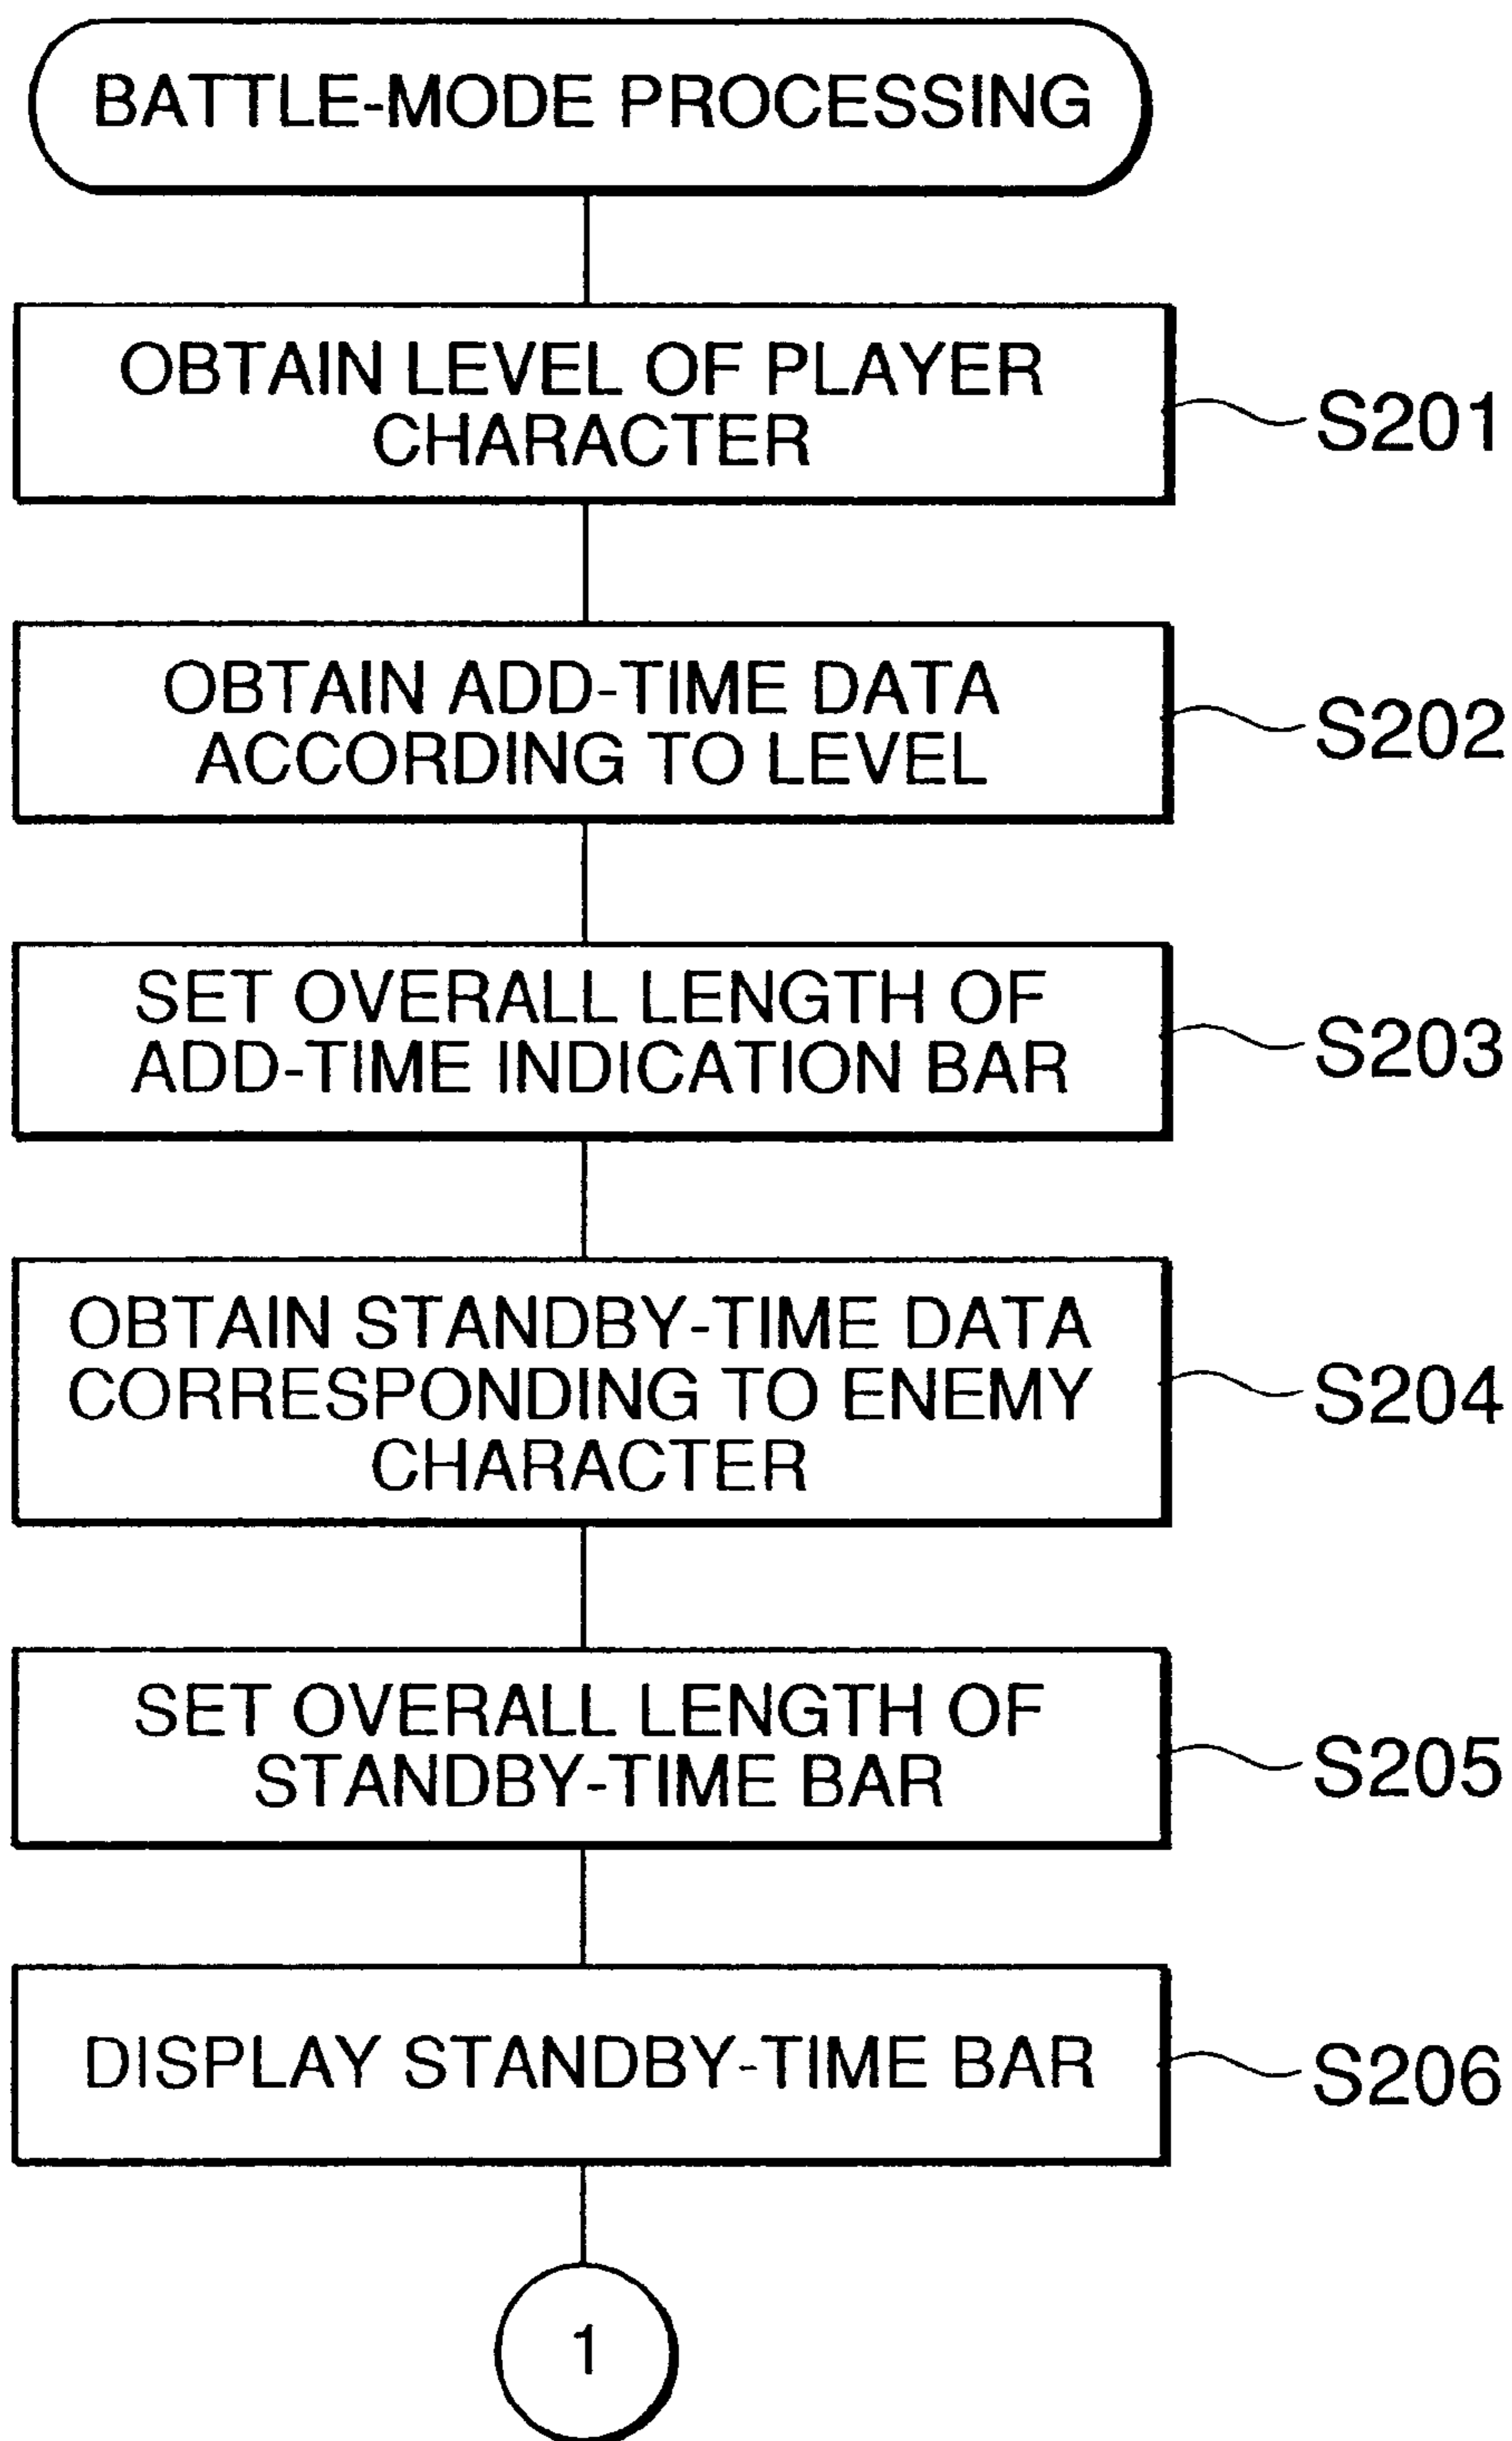 BATTLE-MODE PROCESSING
OBTAIN LEVEL OF PLAYER
CHARACTER
S201
OBTAIN ADD-TIME DATA
ACCORDING TO LEVEL
S202
SET OVERALL LENGTH OF
ADD-TIME INDICATION BAR
S203
OBTAIN STANDBY-TIME DATA
CORRESPONDING TO ENEMY
CHARACTER
S204
SET OVERALL LENGTH OF
STANDBY-TIME BAR
S205
DISPLAY STANDBY-TIME BAR
S206
1